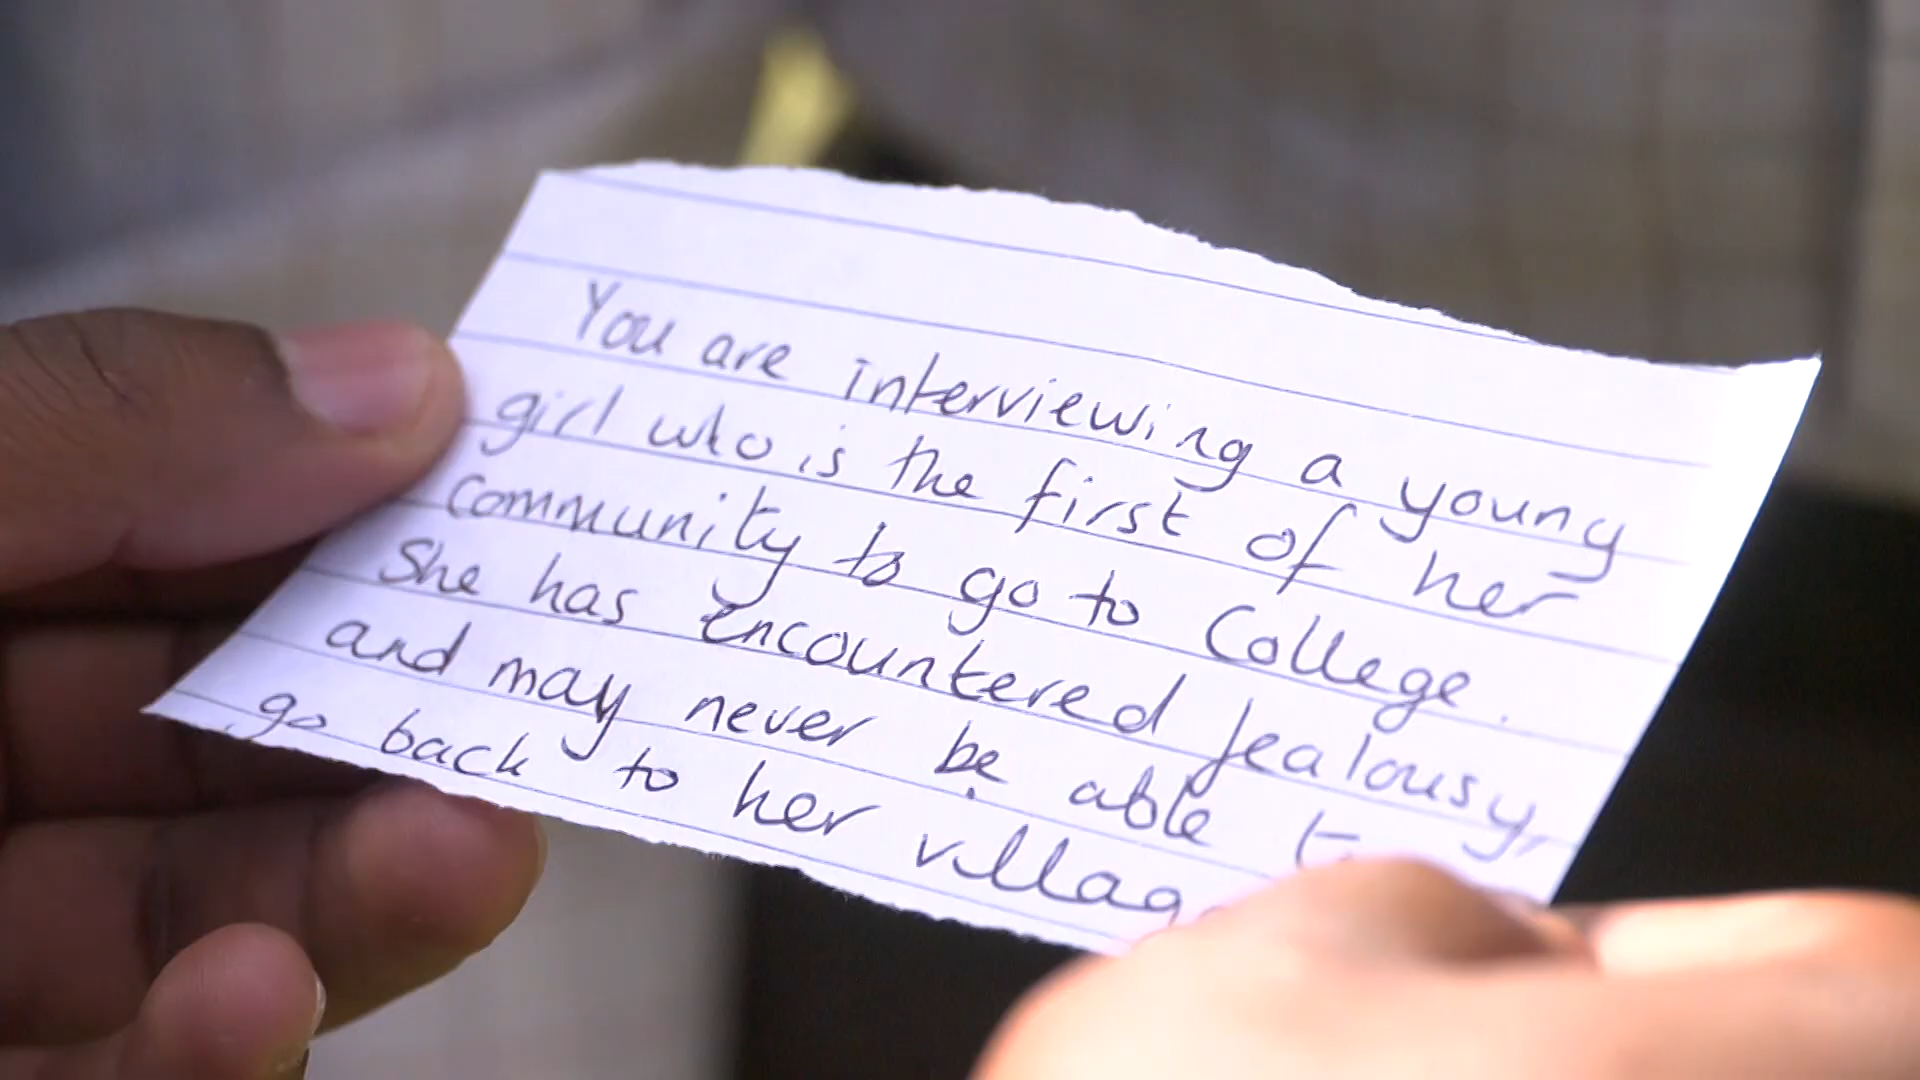 You are interviewing a young
girl who is the first of her
community to go to College.
She has encountered jealousy,
and may never be able t
go back to her villag